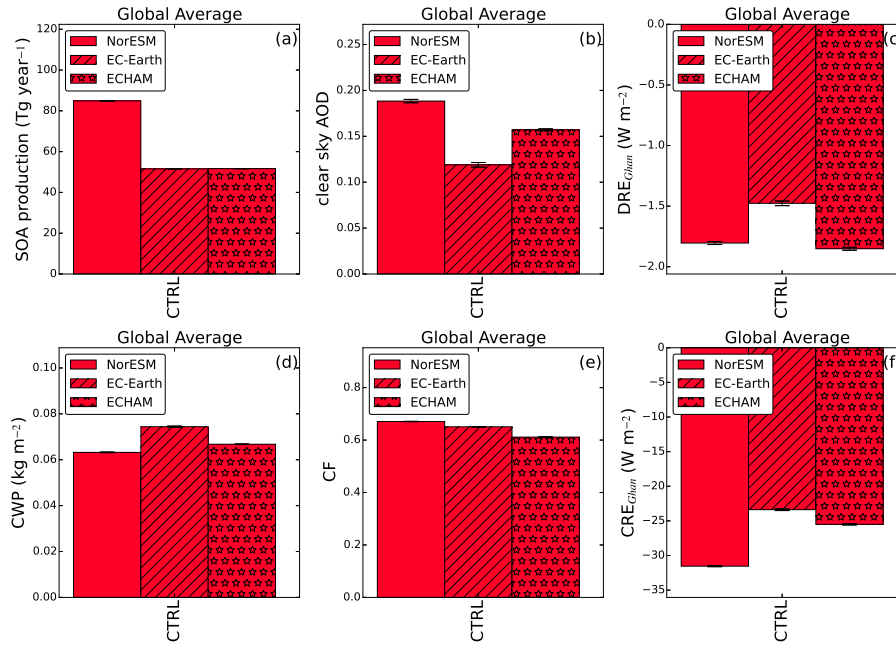 Global Average
(a)
NorESM
EC-Earth
ECHAM
SOA production (Tg year−1)
120
100
80
60
40
20
0
CTRL
Global Average
(b)
NorESM
EC-Earth
ECHAM
clear sky AOD
0.25
0.20
0.15
0.10
0.05
0.00
CTRL
Global Average
(c
NorESM
EC-Earth
ECHAM
DREGhan (W m−2)
0.0
−0.5
−1.0
−1.5
−2.0
CTRL
Global Average
(d)
NorESM
EC-Earth
ECHAM
CWP (kg m−2)
0.10
0.08
0.06
0.04
0.02
0.00
CTRL
Global Average
(e)
NorESM
EC-Earth
ECHAM
CF
0.8
0.6
0.4
0.2
0.0
CTRL
Global Average
(f
NorESM
EC-Earth
ECHAM
CREGhan (W m−2)
0
−5
−10
−15
−20
−25
−30
−35
CTRL